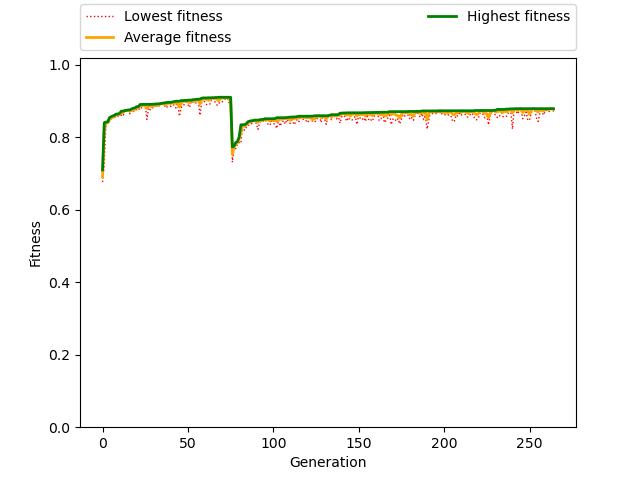 Lowest fitness
Average fitness
Highest fitness
1.0
0.8
0.6
0.4
0.2
0.0
Fitness
0 50 100 150 200 250
Generation